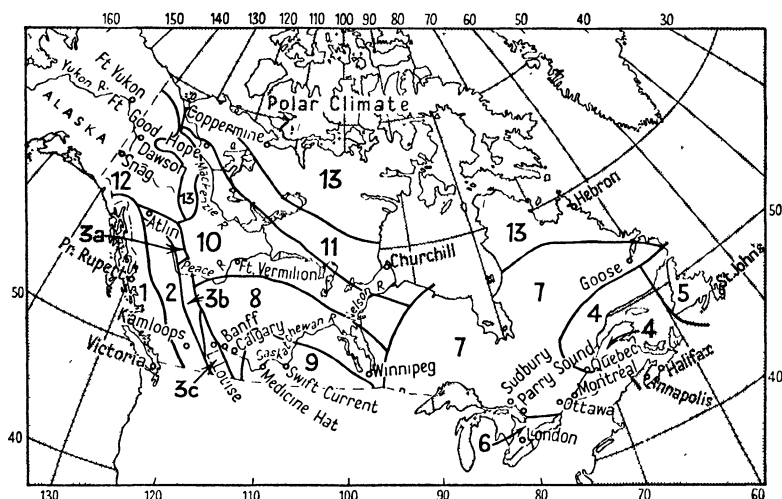 160 150 140 130 120 110 100 90 80 70 60 50 40 30
Polar Climate
Ft. Yukon
Yukon R.
ALASKA
Ft Good Hope
Dawson
Snag
Coppermine
Mackenzie R
13
13
13
13
Hebron
12
Atlin
3a
10
11
Churchill
50
Pr. Rupert
Peace R
Ft. Vermilion
Nelson R
7
Goose
St. John's
1
2
3b
8
4
5
50
Kamloops
Banff
Calgary
Saskatchewan R
4
Victoria
9
Winnipeg
7
Sudbury
Parry Sound
Québec
Montreal
Ottawa
Halifax
Annapolis
40
3c
Louise
Swift Current
Medicine Hat
6
London
40
130 120 110 100 90 80 70 60